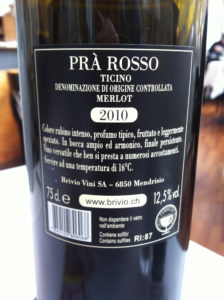 PRÀ ROSSO
TICINO
DENOMINAZIONE DI ORIGINE CONTROLLATA
MERLOT
2010
Colore rubino intenso, profumo tipico, fruttato e leggermente
speziato. In bocca ampio ed armonico, finale persistente.
Vino versatile che ben si presta a numerosi accostamenti.
Servire ad una temperatura di 16°C.
Brivio Vini SA – 6850 Mendrisio
75 cl. e www.brivio.ch 12,5% vol.
Non disperdere il vetro
nell'ambiente
Contiene solfiti
Contains sulfites RI:87